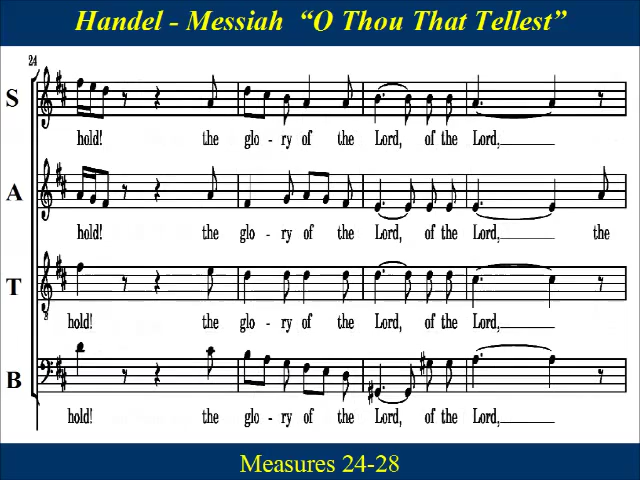 Handel - Messiah “O Thou That Tellest”
24
S
hold! the glo - ry of the Lord, of the Lord,
A
hold! the glo - ry of the Lord, of the Lord, the
T
8
hold! the glo - ry of the Lord, of the Lord,
B
hold! the glo - ry of the Lord, of the Lord,
Measures 24-28